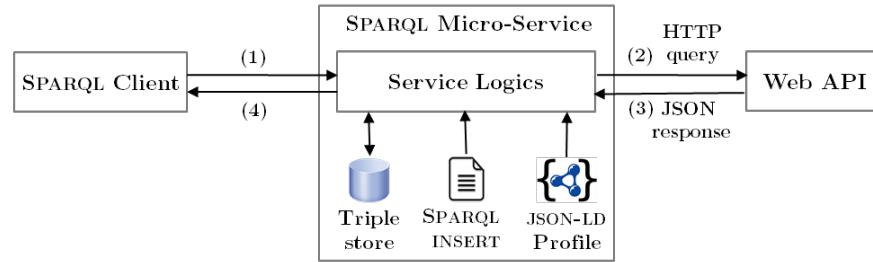 SPARQL Micro-Service
SPARQL Client
(1)
(4)
Service Logics
(2) HTTP
query
(3) JSON
response
Web API
Triple
store
SPARQL
INSERT
JSON-LD
Profile